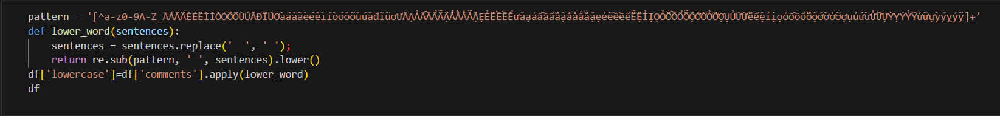 pattern = '[^a-z0-9A-Z_ÀÁÂÃÈÉÊÌÍÒÓÔÕÙÚĂĐĨŨƠàáâãèéêìíòóôõùúăđĩũơƯĂẠẢẤẦẨẪẬẮẰẲẴẶẸẺẼỀỀỂưăạảấầẩẫậắằẳẵặẹẻẽềềểỄỆỈỊỌỎỐỒỔỖỘỚỜỞỠỢỤỦỨỪễếệỉịọỏốồổỗộớờởỡợụủứừỬỮỰỲỴÝỶỸửữựỳýỵỷỹ]+'
def lower_word(sentences):
    sentences = sentences.replace('  ', ' ');
    return re.sub(pattern, ' ', sentences).lower()
df['lowercase']=df['comments'].apply(lower_word)
df